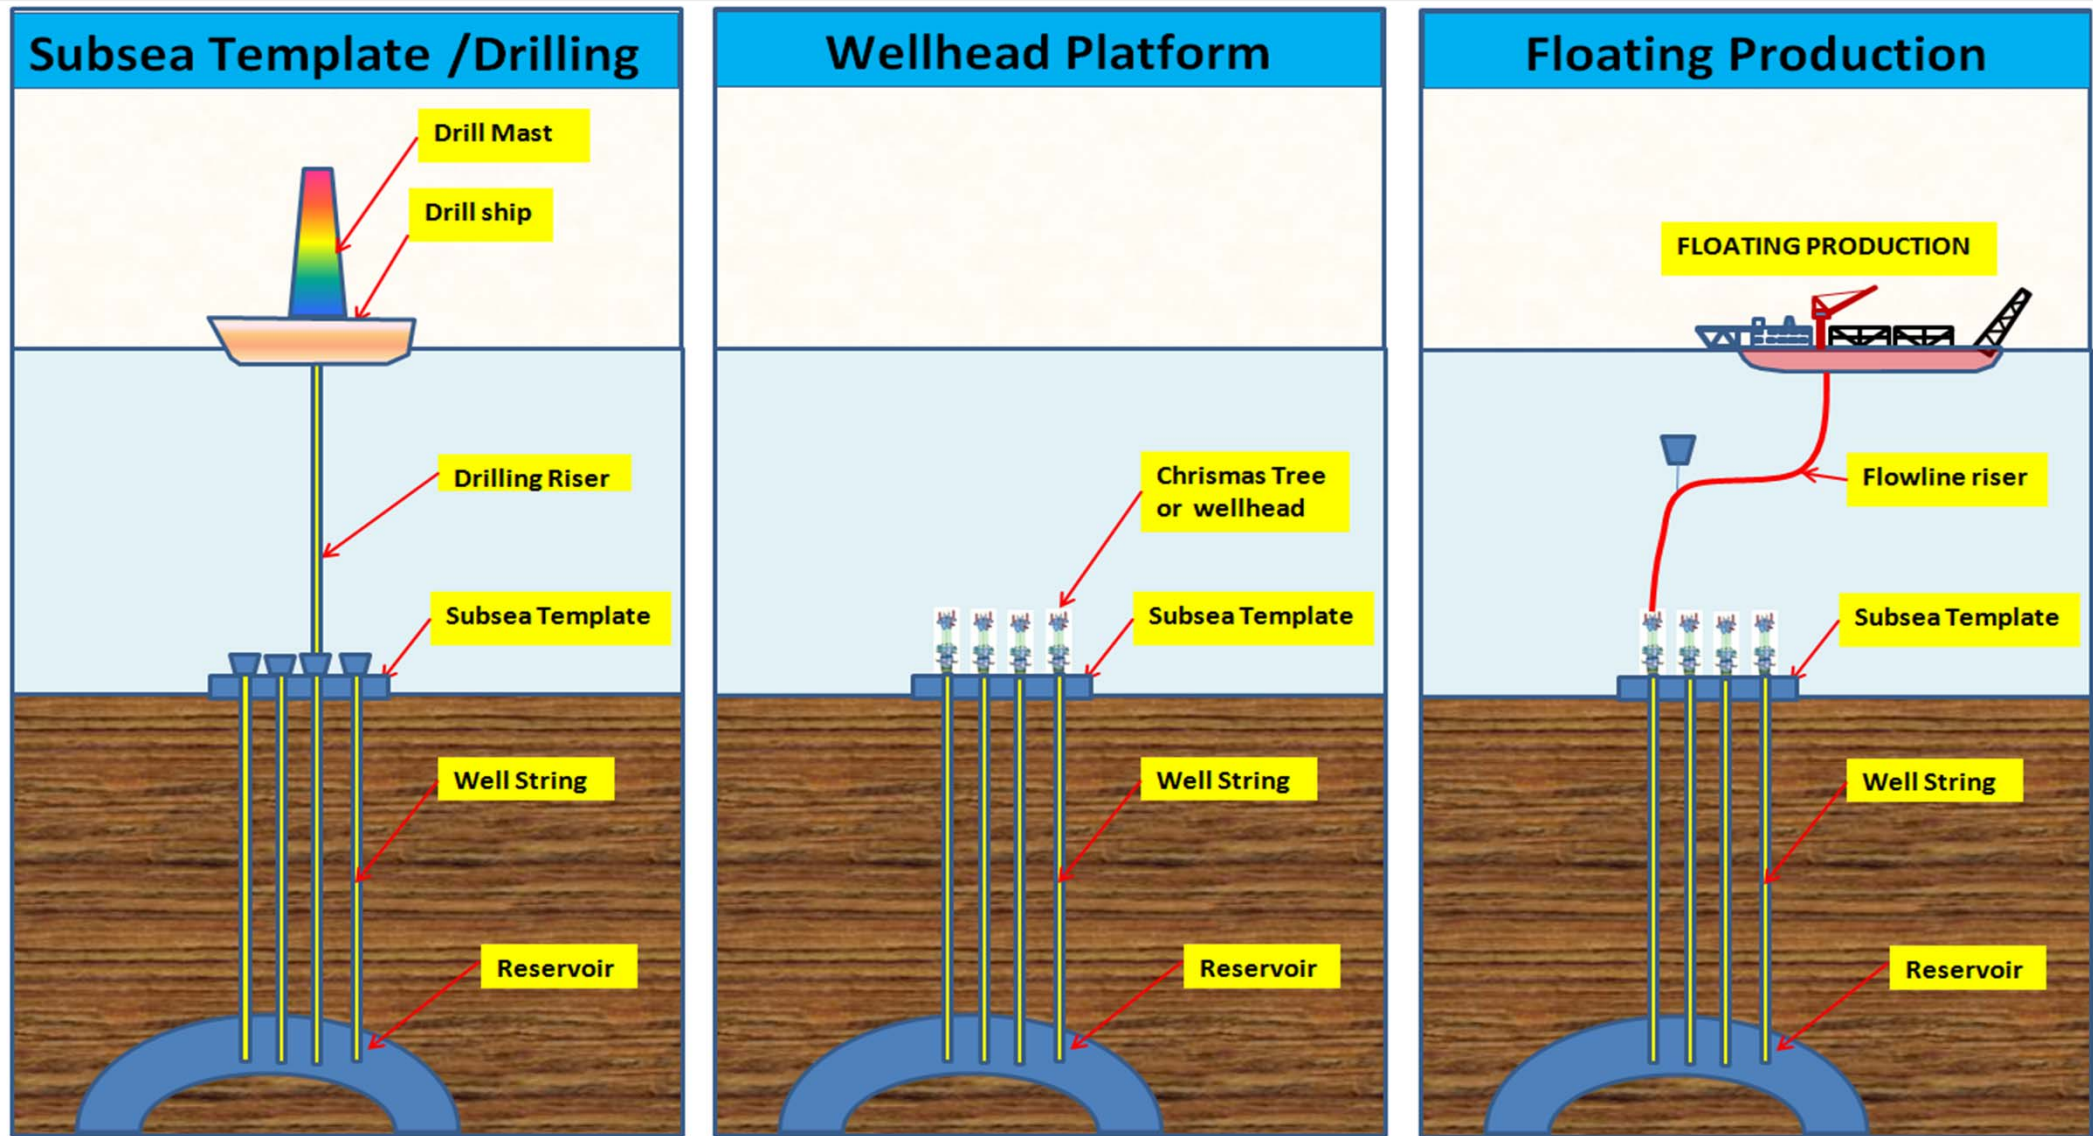 Subsea Template /Drilling
Drill Mast
Drill ship
Drilling Riser
Subsea Template
Well String
Reservoir
Wellhead Platform
Chrismas Tree
or wellhead
Subsea Template
Well String
Reservoir
Floating Production
FLOATING PRODUCTION
Flowline riser
Subsea Template
Well String
Reservoir